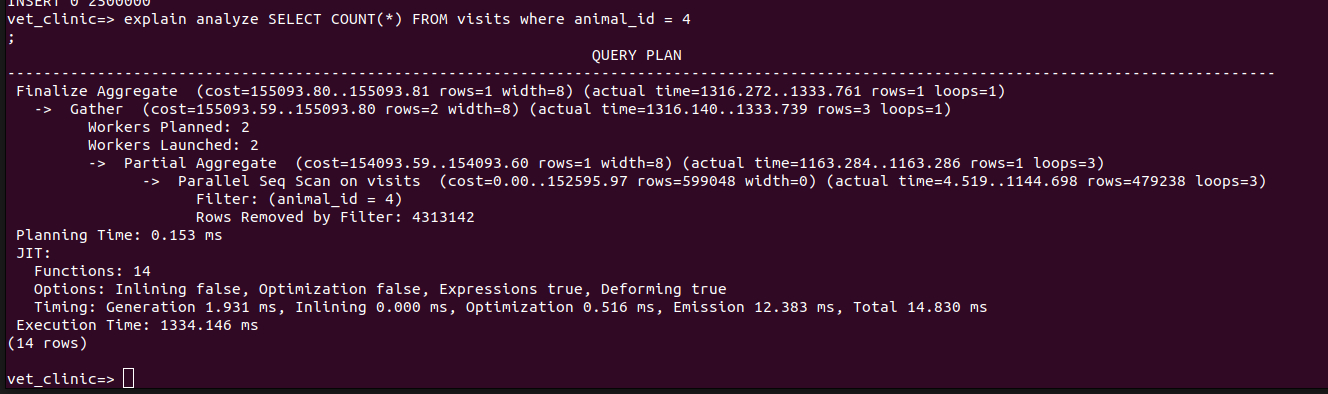 INSERT 0 2500000
vet_clinic=> explain analyze SELECT COUNT(*) FROM visits where animal_id = 4
;
QUERY PLAN
---------------------------------------------------------------------------------------------------------------------------------------------
Finalize Aggregate  (cost=155093.80..155093.81 rows=1 width=8) (actual time=1316.272..1333.761 rows=1 loops=1)
  ->  Gather  (cost=155093.59..155093.80 rows=2 width=8) (actual time=1316.140..1333.739 rows=3 loops=1)
        Workers Planned: 2
        Workers Launched: 2
        ->  Partial Aggregate  (cost=154093.59..154093.60 rows=1 width=8) (actual time=1163.284..1163.286 rows=1 loops=3)
              ->  Parallel Seq Scan on visits  (cost=0.00..152595.97 rows=599048 width=0) (actual time=4.519..1144.698 rows=479238 loops=3)
                    Filter: (animal_id = 4)
                    Rows Removed by Filter: 4313142
Planning Time: 0.153 ms
JIT:
  Functions: 14
  Options: Inlining false, Optimization false, Expressions true, Deforming true
  Timing: Generation 1.931 ms, Inlining 0.000 ms, Optimization 0.516 ms, Emission 12.383 ms, Total 14.830 ms
Execution Time: 1334.146 ms
(14 rows)
vet_clinic=>